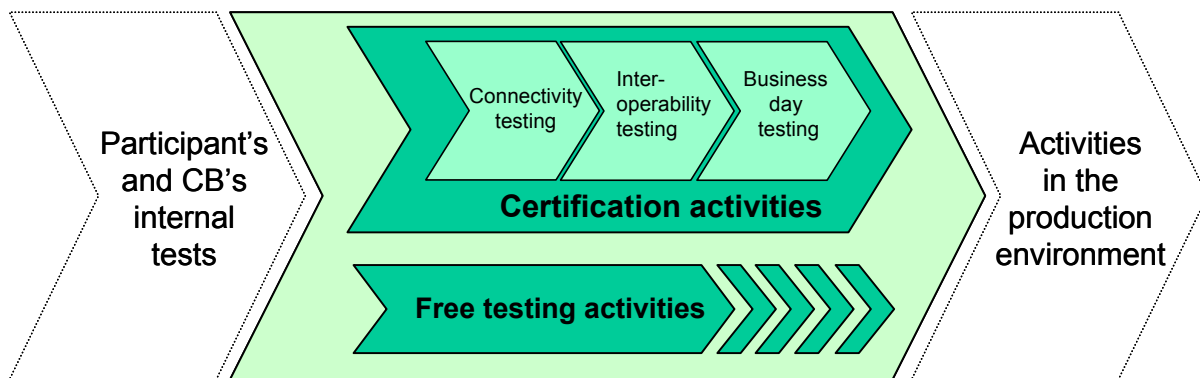 Participant's
and CB's
internal
tests
Connectivity
testing
Inter-
operability
testing
Business
day
testing
Certification activities
Free testing activities
Activities
in the
production
environment